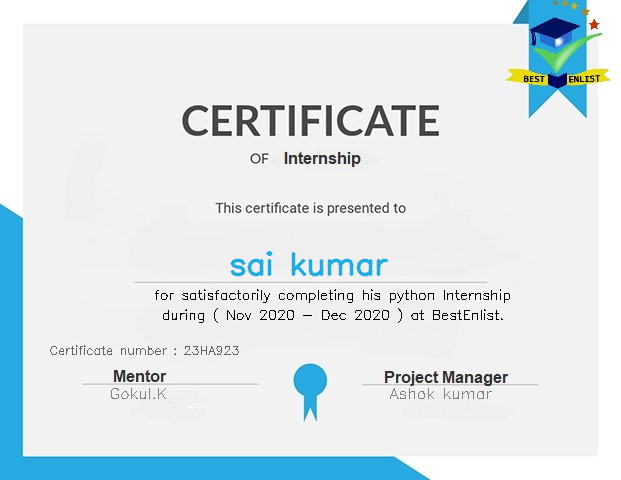 BEST ENLIST
CERTIFICATE
OF Internship
This certificate is presented to
sai kumar
for satisfactorily completing his python Internship
during ( Nov 2020 - Dec 2020 ) at BestEnlist.
Certificate number : 23HA923
Mentor
Gokul.K
Project Manager
Ashok kumar